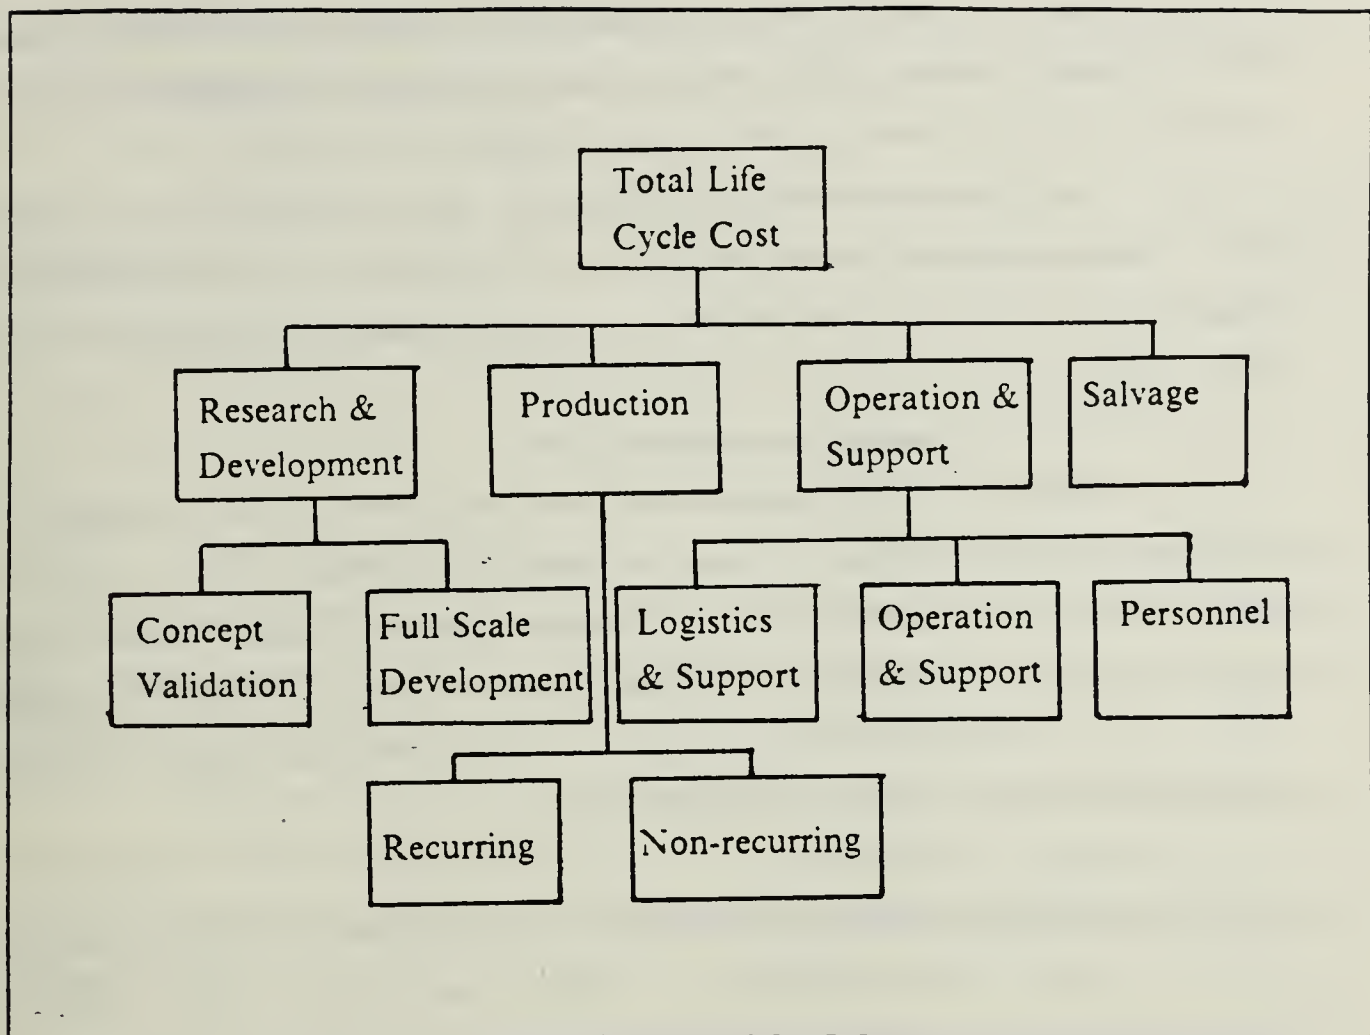 Total Life
Cycle Cost
Research &
Development
Production
Operation &
Support
Salvage
Concept
Validation
Full Scale
Development
Logistics
& Support
Operation
& Support
Personnel
Recurring
Non-recurring